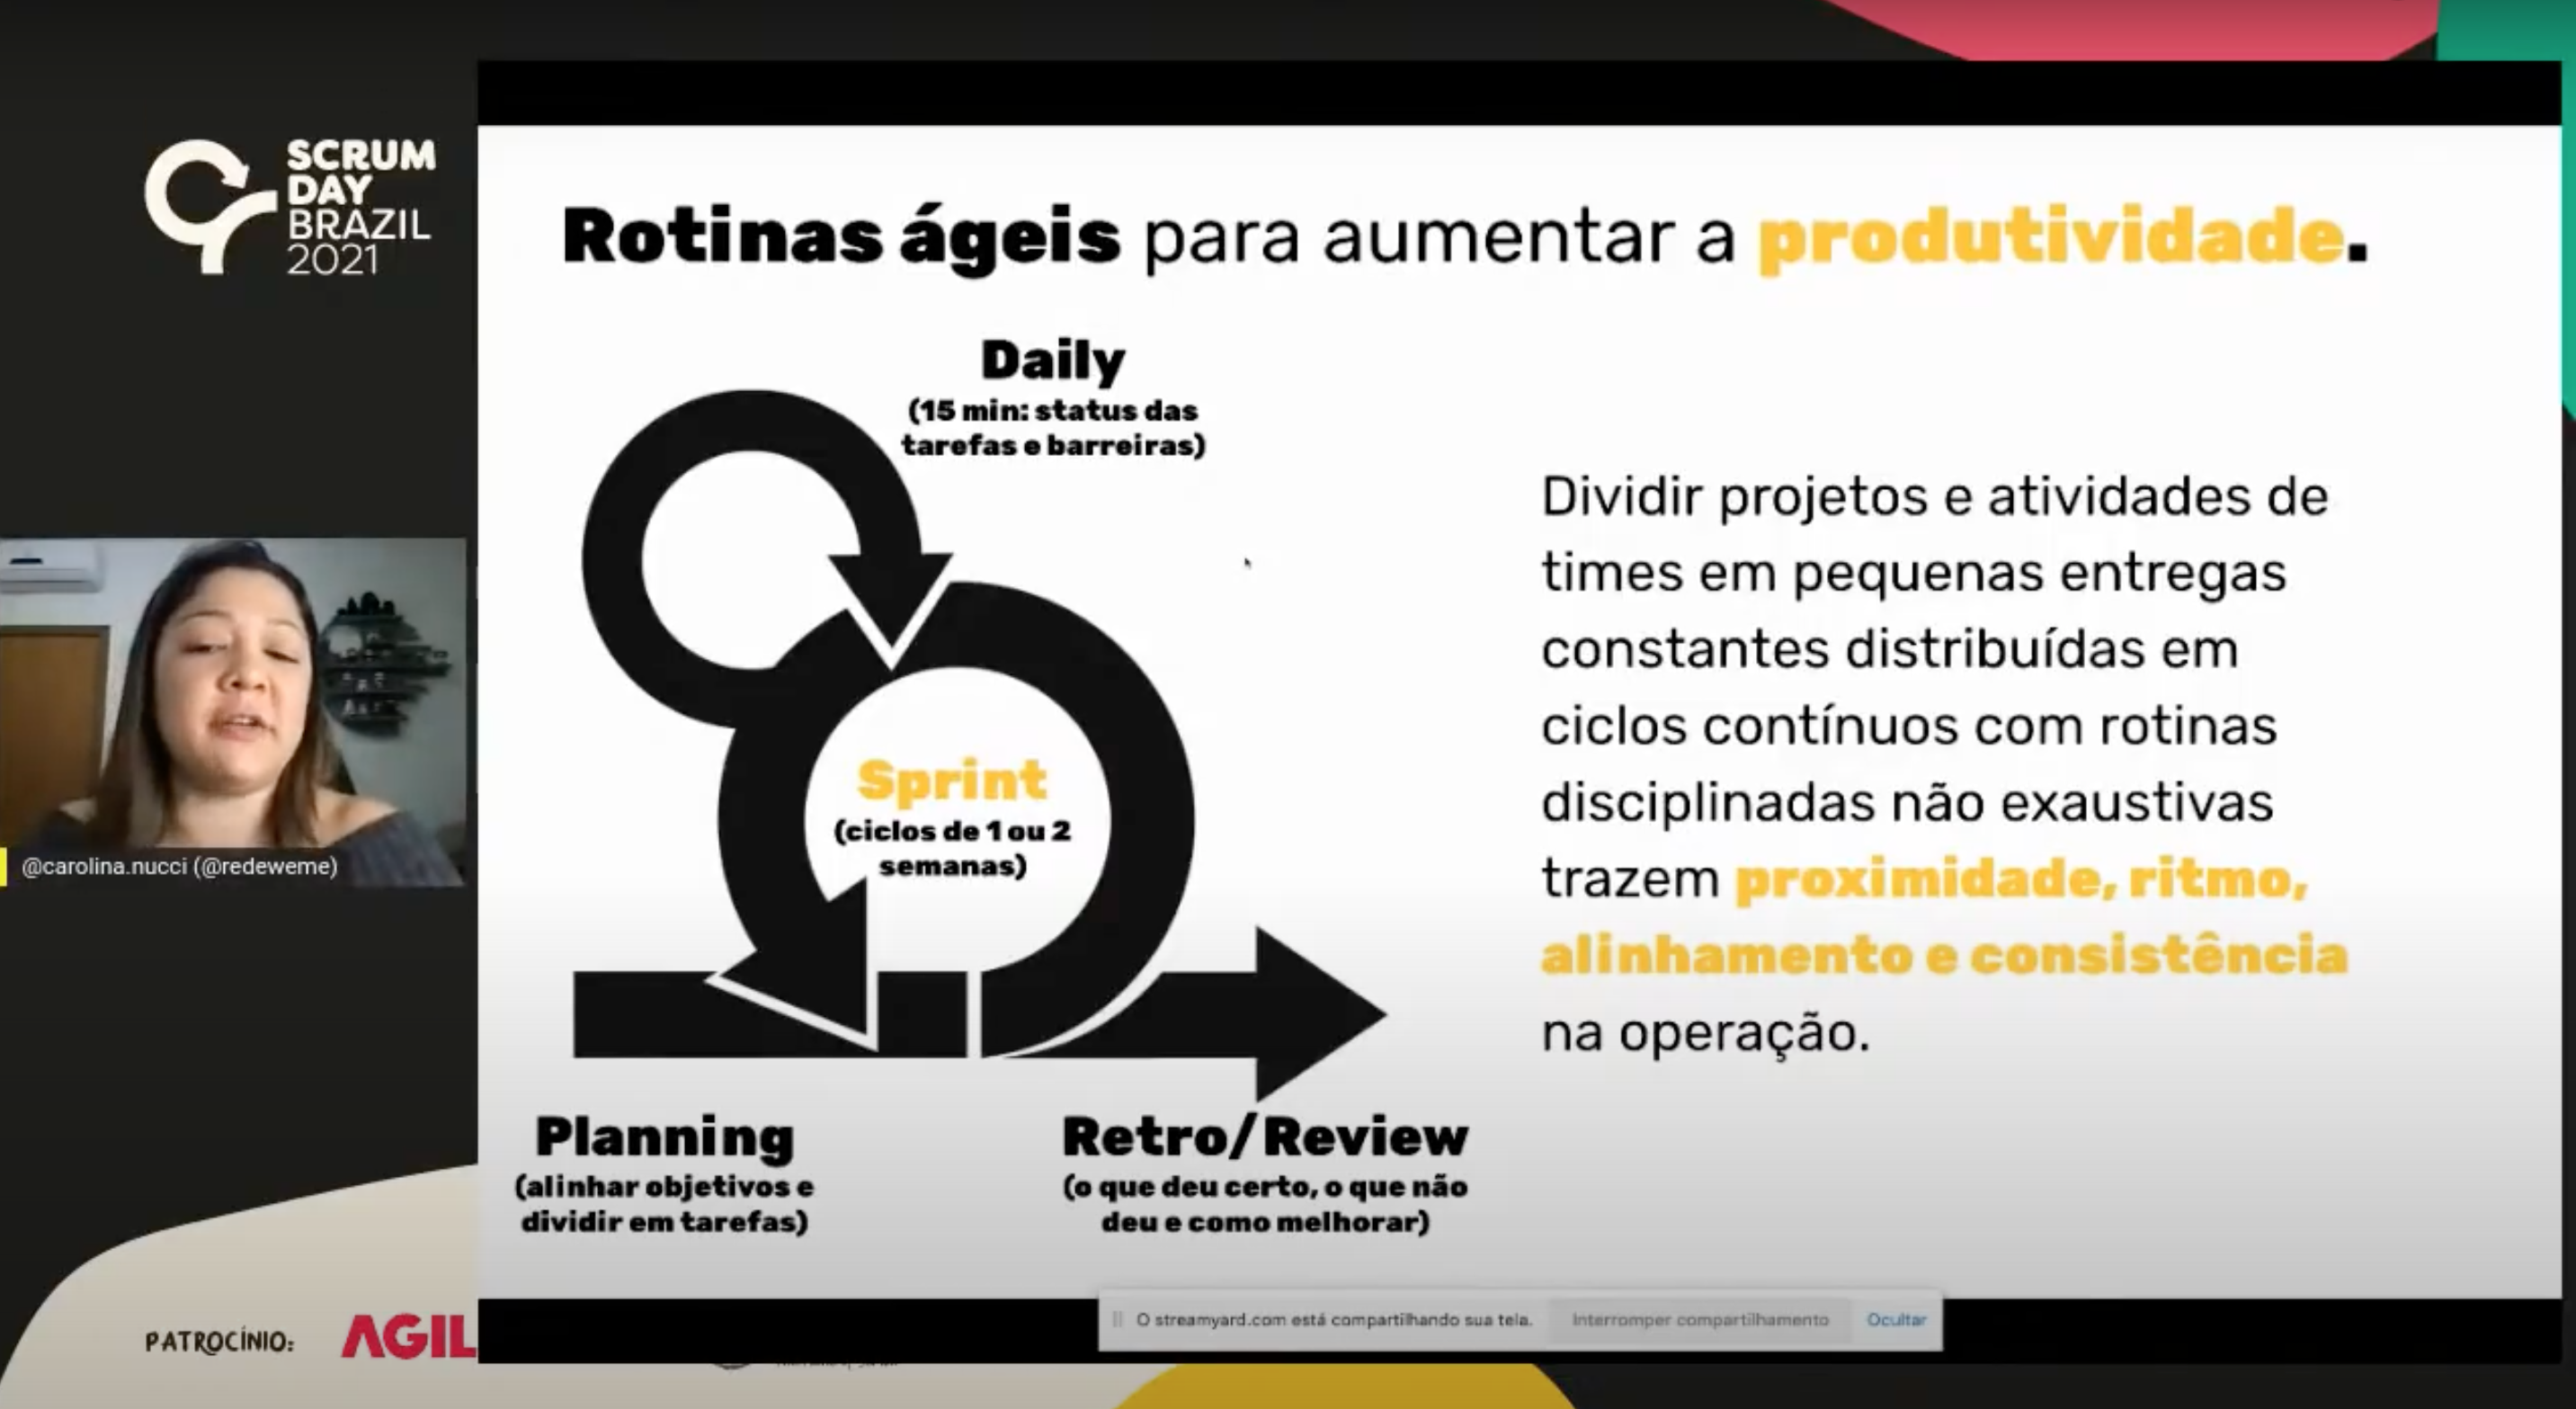 SCRUM
DAY
BRAZIL
2021
Rotinas ágeis para aumentar a produtividade.
Daily
(15 min: status das
tarefas e barreiras)
Sprint
(ciclos de 1 ou 2
semanas)
Planning
(alinhar objetivos e
dividir em tarefas)
Retro/Review
(o que deu certo, o que não
deu e como melhorar)
Dividir projetos e atividades de
times em pequenas entregas
constantes distribuídas em
ciclos contínuos com rotinas
disciplinadas não exaustivas
trazem proximidade, ritmo,
alinhamento e consistência
na operação.
@carolina.nucci (@redeweme)
PATROCÍNIO:
AGIL
O streamyard.com está compartilhando sua tela.
Interromper compartilhamento
Ocultar